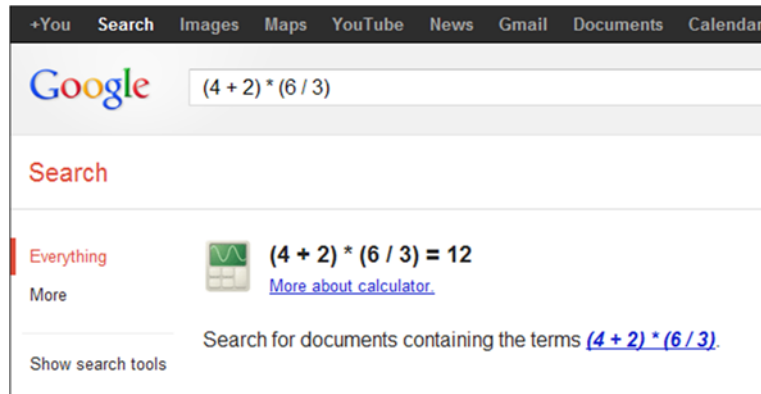 +You Search Images Maps YouTube News Gmail Documents Calendar
Google
(4 + 2) * (6 / 3)
Search
Everything
(4 + 2) * (6 / 3) = 12
More about calculator.
More
Search for documents containing the terms (4 + 2) * (6 / 3).
Show search tools